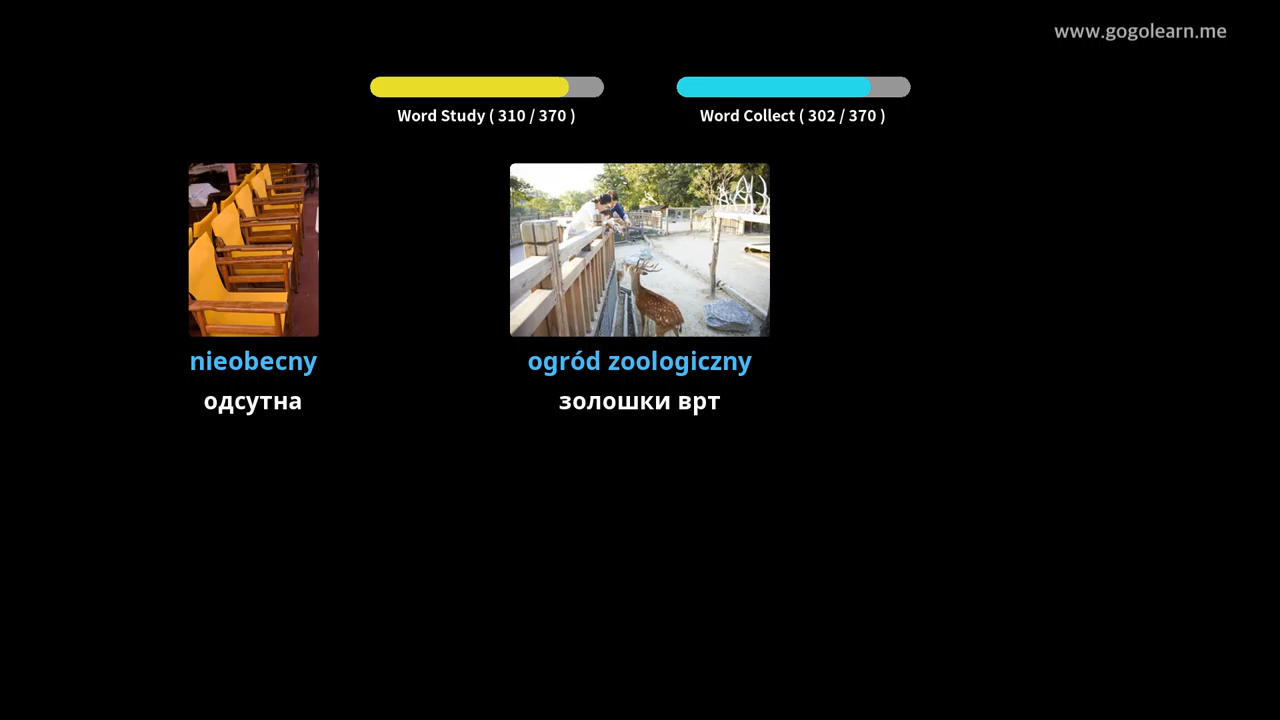 www.gogolearn.me
Word Study ( 310 / 370 )
Word Collect ( 302 / 370 )
nieobecny
одсутна
ogród zoologiczny
золошки врт